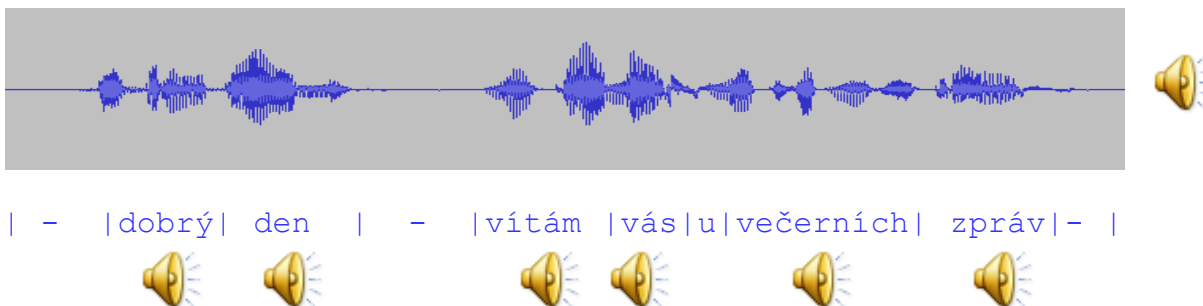 | - |dobrý| den | - |vítám |vás|u|večerních| zpráv|- |